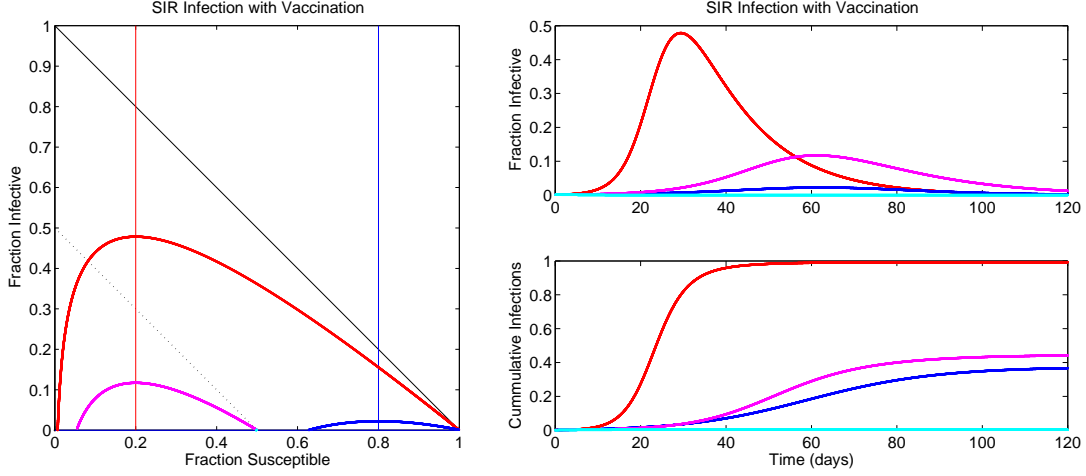 SIR Infection with Vaccination
Fraction Infective
1
0.9
0.8
0.7
0.6
0.5
0.4
0.3
0.2
0.1
0
0 0.2 0.4 0.6 0.8 1
Fraction Susceptible
SIR Infection with Vaccination
Fraction Infective
0.5
0.4
0.3
0.2
0.1
0
0 20 40 60 80 100 120
Cummulative Infections
1
0.8
0.6
0.4
0.2
0
0 20 40 60 80 100 120
Time (days)